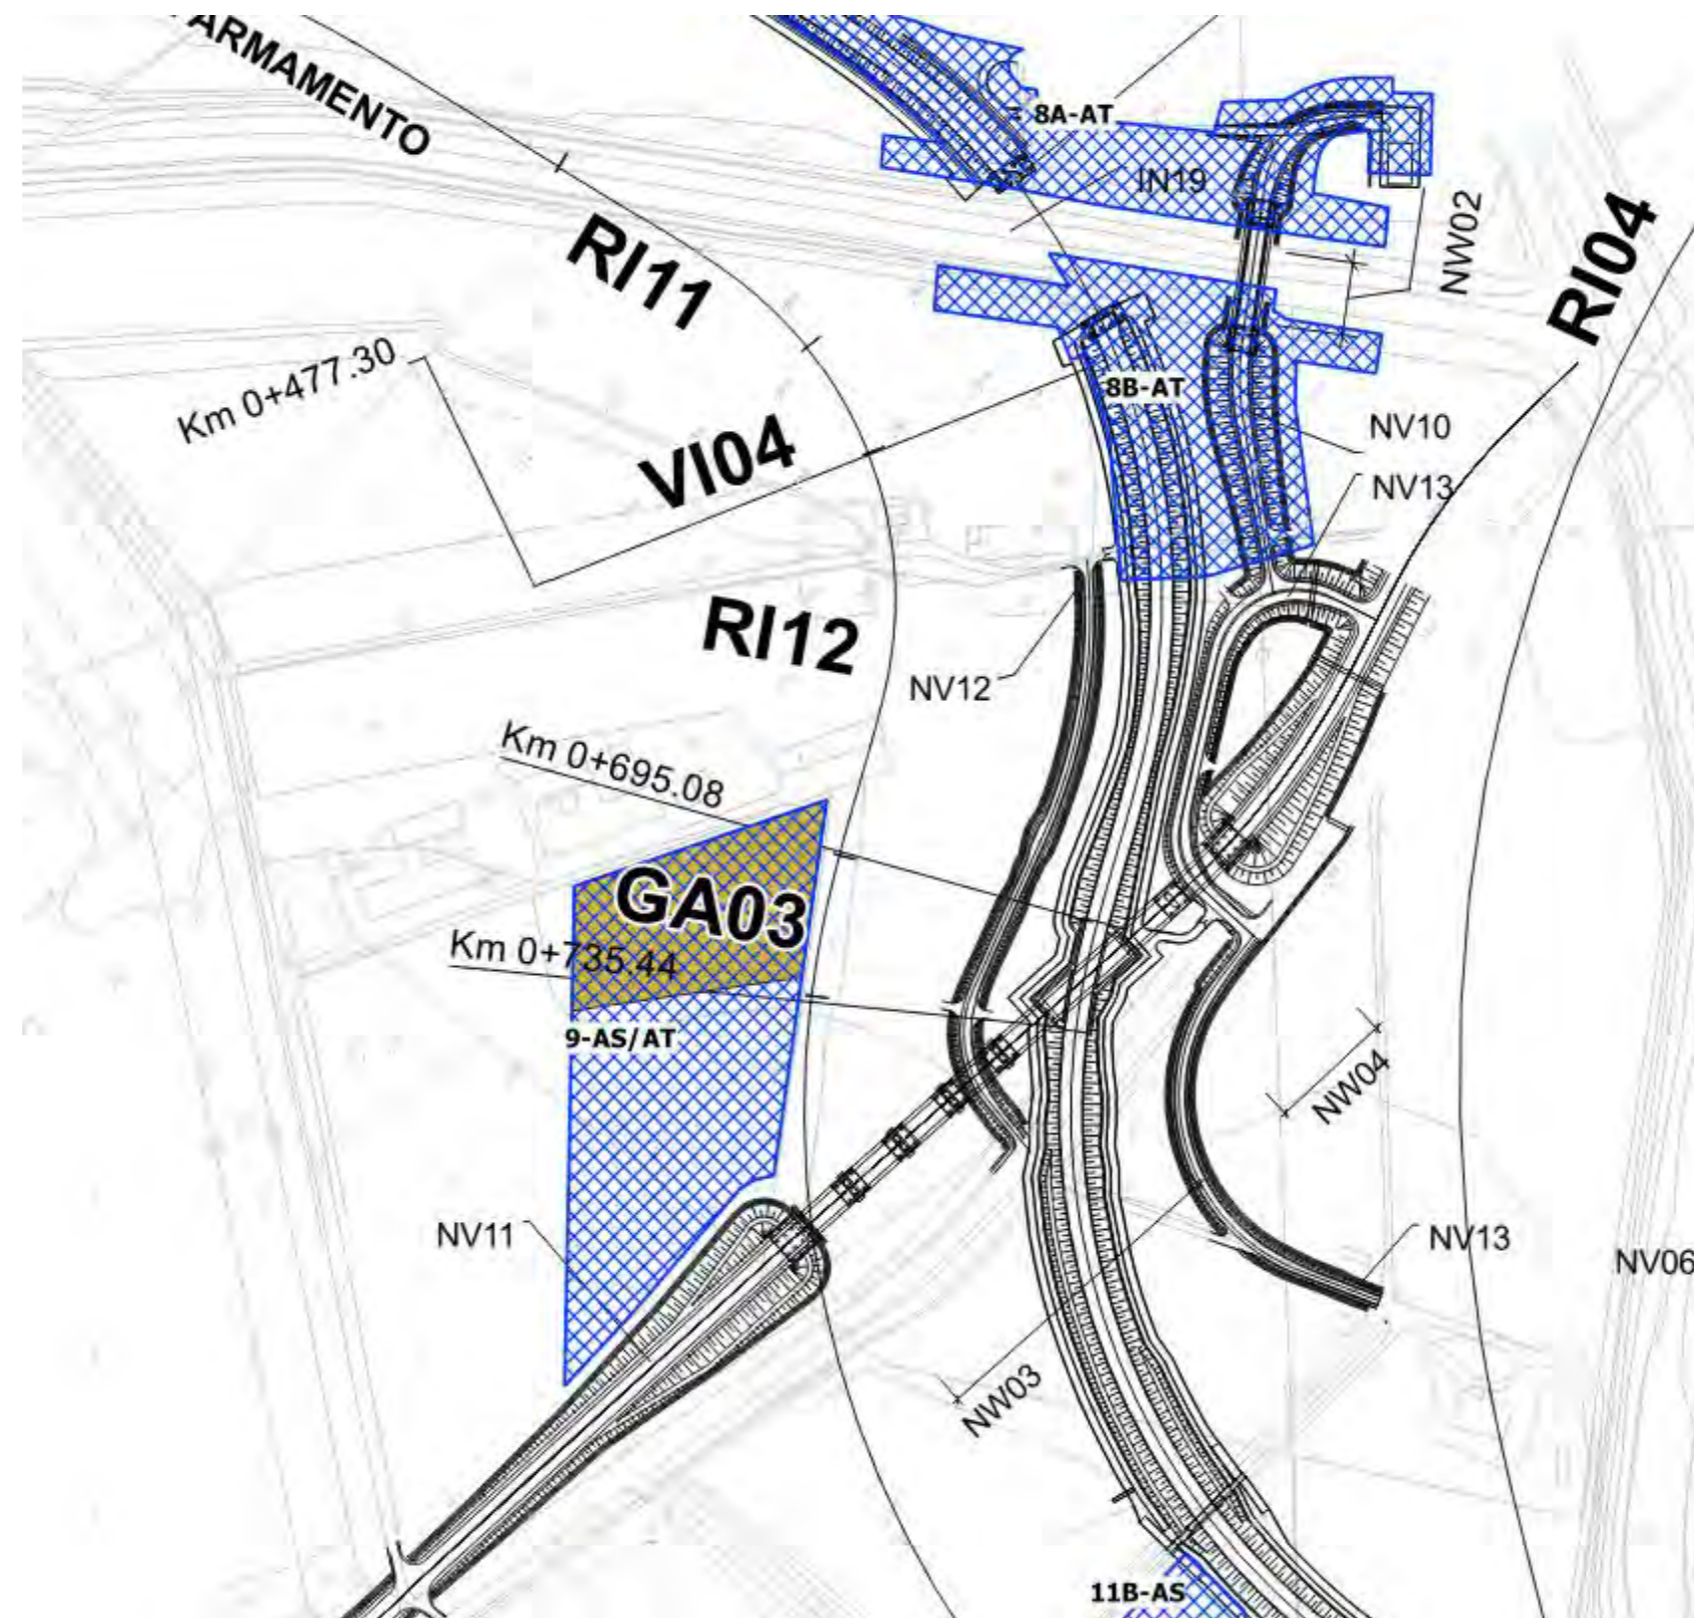 ARMAMENTO
8A-AT
IN19
NW02
RI04
RI11
Km 0+477.30
8B-AT
VI04
NV10
NV13
RI12
NV12
Km 0+695.08
GA03
Km 0+735.44
9-AS/AT
NW04
NV11
NV13
NV06
NW03
11B-AS